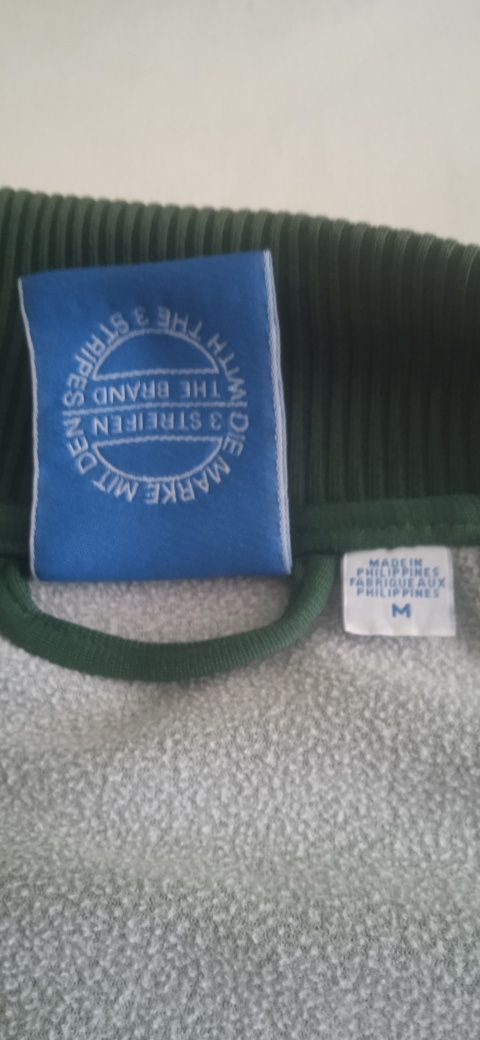 DIE MARKE MIT DEN
3 STREIFEN
THE BRAND
WITH THE 3 STRIPES
MADE IN
PHILIPPINES
FABRIQUE AUX
PHILIPPINES
M